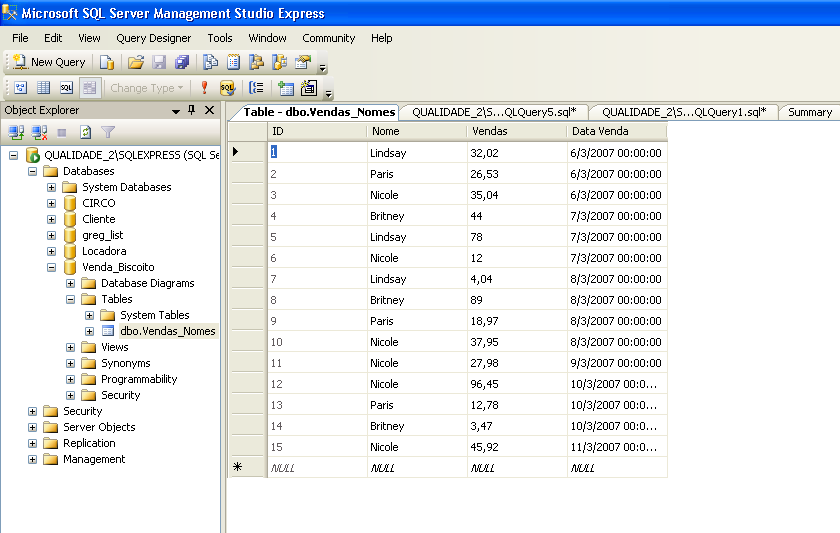 Microsoft SQL Server Management Studio Express
File Edit View Query Designer Tools Window Community Help
New Query
Change Type
Object Explorer
Table - dbo.Vendas_Nomes QUALIDADE_2\S...QLQuery5.sql* QUALIDADE_2\S...QLQuery1.sql* Summary
QUALIDADE_2\SQLEXPRESS (SQL Se
Databases
System Databases
CIRCO
Cliente
greg_list
Locadora
Venda_Biscoito
Database Diagrams
Tables
System Tables
dbo.Vendas_Nomes
Views
Synonyms
Programmability
Security
Security
Server Objects
Replication
Management
ID Nome Vendas Data Venda
1 Lindsay 32,02 6/3/2007 00:00:00
2 Paris 26,53 6/3/2007 00:00:00
3 Nicole 35,04 6/3/2007 00:00:00
4 Britney 44 7/3/2007 00:00:00
5 Lindsay 78 7/3/2007 00:00:00
6 Nicole 12 7/3/2007 00:00:00
7 Lindsay 4,04 8/3/2007 00:00:00
8 Britney 89 8/3/2007 00:00:00
9 Paris 18,97 8/3/2007 00:00:00
10 Nicole 37,95 8/3/2007 00:00:00
11 Nicole 27,98 9/3/2007 00:00:00
12 Nicole 96,45 10/3/2007 00:0...
13 Paris 12,78 10/3/2007 00:0...
14 Britney 3,47 10/3/2007 00:0...
15 Nicole 45,92 11/3/2007 00:0...
NULL NULL NULL NULL